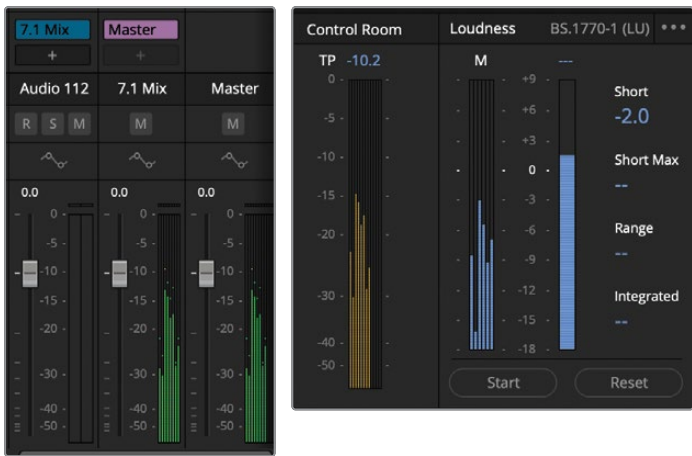 7.1 Mix Master
+ +
Audio 112 7.1 Mix Master
R S M M M
0.0 0.0 0.0
0 0 0
-5 -5 -5
-10 -10 -10
-15 -15 -15
-20 -20 -20
-30 -30 -30
-40 -40 -40
-50 -50 -50
Control Room
TP -10.2
0
-5
-10
-15
-20
-30
-40
-50
Loudness BS.1770-1 (LU) •••
M ---
+9
+6
+3
0
-3
-6
-9
-12
-15
-18
Short
-2.0
Short Max
--
Range
--
Integrated
--
Start Reset